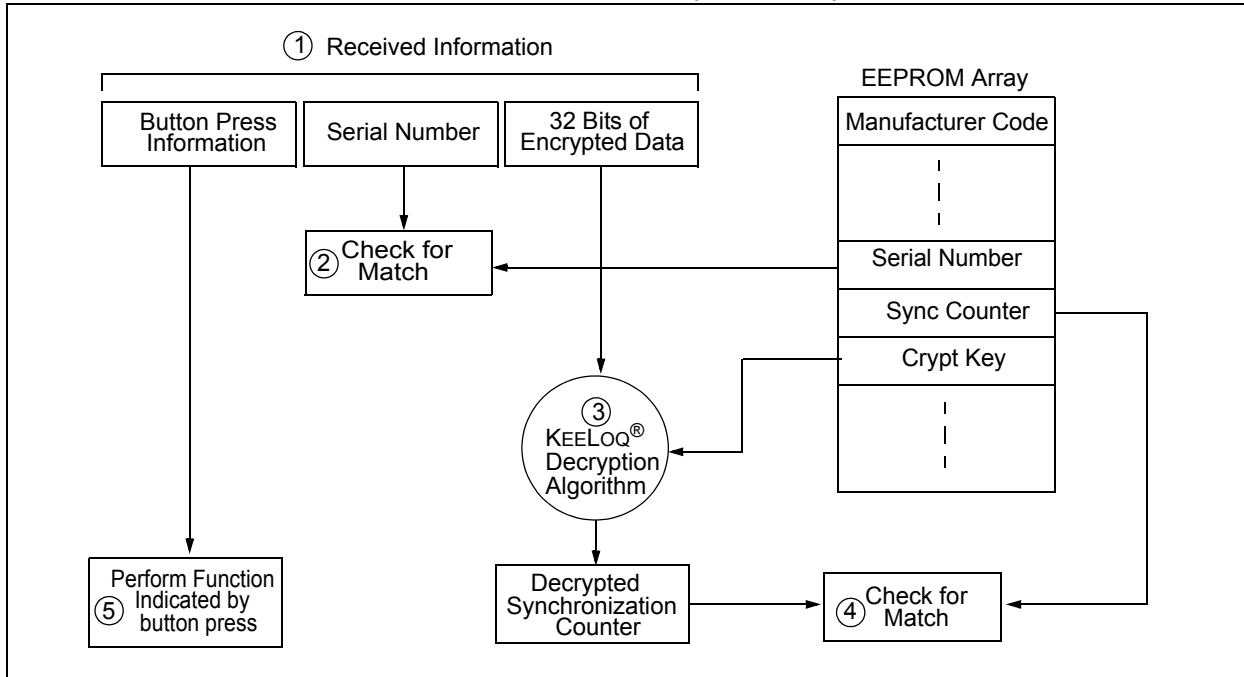 ① Received Information
EEPROM Array
Button Press
Information
Serial Number
32 Bits of
Encrypted Data
Manufacturer Code
② Check for
Match
Serial Number
Sync Counter
Crypt Key
③
KEELOQ®
Decryption
Algorithm
Decrypted
Synchronization
Counter
④ Check for
Match
Perform Function
⑤ Indicated by
button press